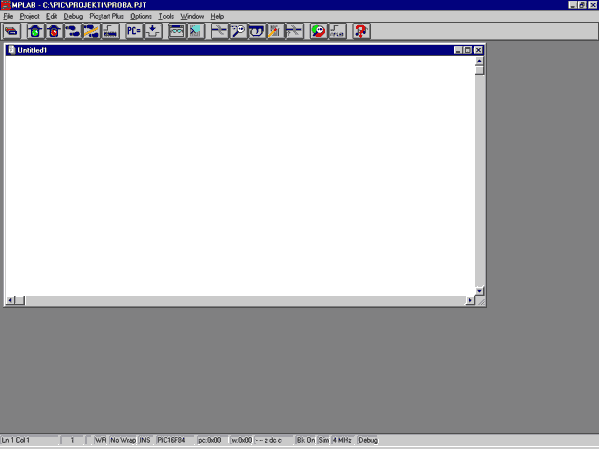 MPLAB - C:\PIC\PROJEKTI\PROBA.PJT
File Project Edit Debug Picstart Plus Options Tools Window Help
PC=
Untitled1
Ln 1 Col 1 1 WR No Wrap INS PIC16F84 pc:0x00 w:0x00 - -- z dc c Bk On Sim 4 MHz Debug